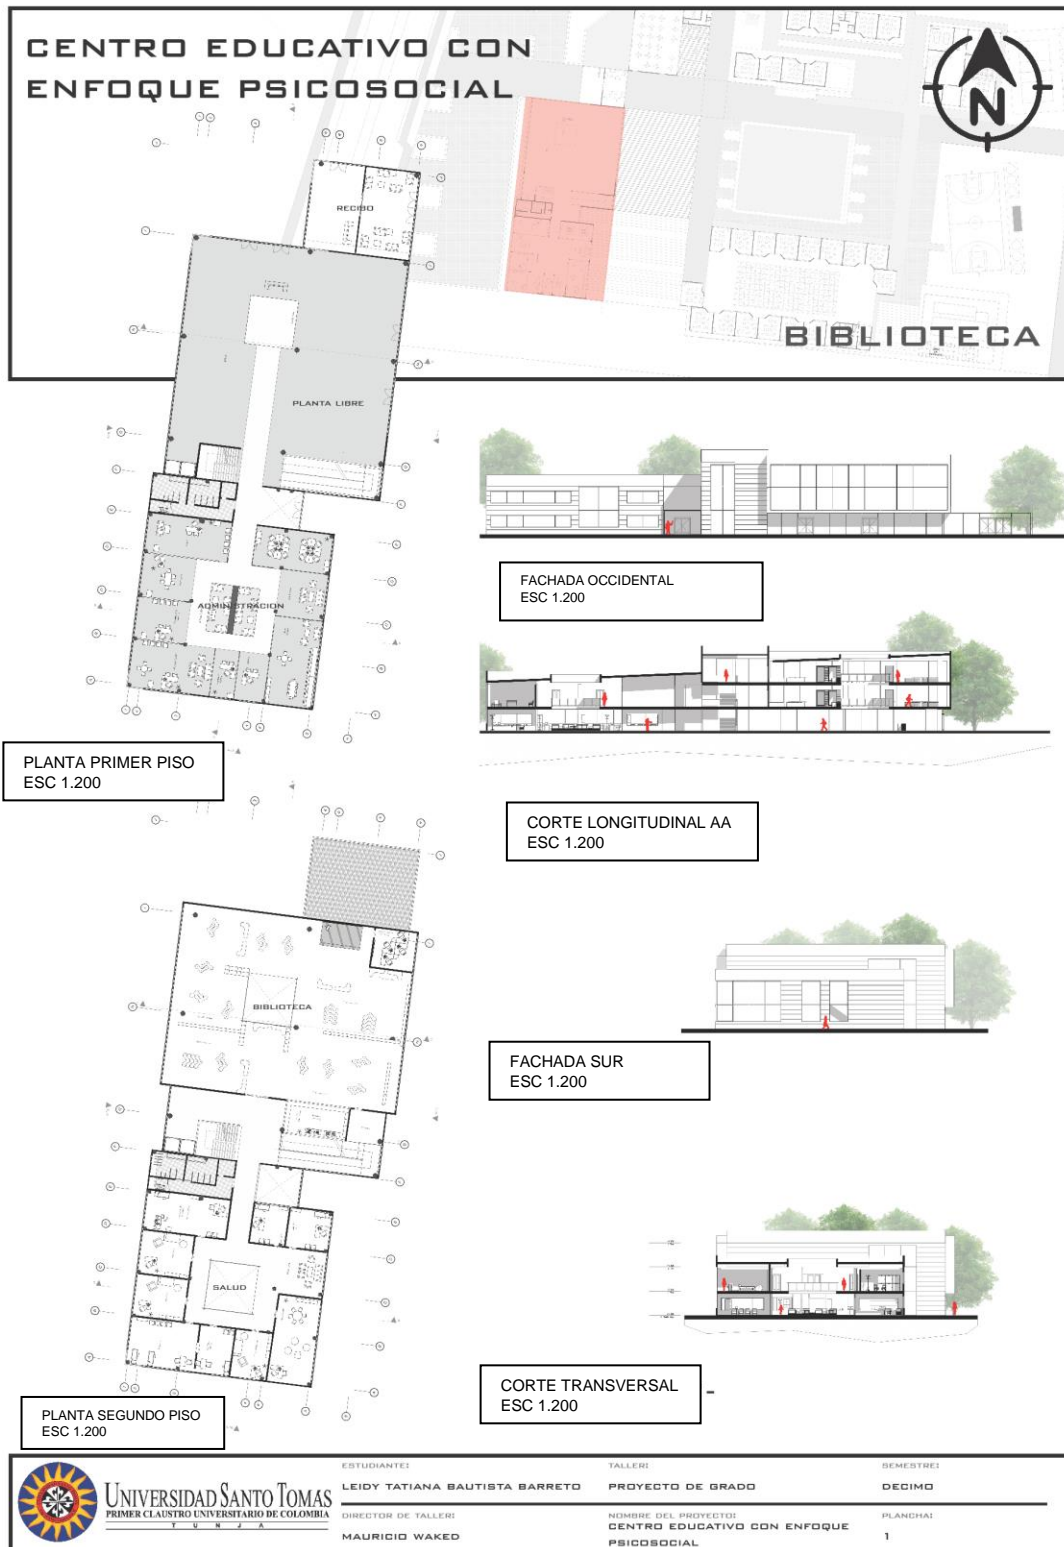 CENTRO EDUCATIVO CON
ENFOQUE PSICOSOCIAL
N
BIBLIOTECA
RECIBO
PLANTA LIBRE
ADMINISTRACION
PLANTA PRIMER PISO
ESC 1.200
FACHADA OCCIDENTAL
ESC 1.200
CORTE LONGITUDINAL AA
ESC 1.200
BIBLIOTECA
SALUD
PLANTA SEGUNDO PISO
ESC 1.200
FACHADA SUR
ESC 1.200
CORTE TRANSVERSAL
ESC 1.200
UNIVERSIDAD SANTO TOMAS
PRIMER CLAUSTRO UNIVERSITARIO DE COLOMBIA
T U N J A
ESTUDIANTE:
LEIDY TATIANA BAUTISTA BARRETO
DIRECTOR DE TALLER:
MAURICIO WAKED
TALLER:
PROYECTO DE GRADO
NOMBRE DEL PROYECTO:
CENTRO EDUCATIVO CON ENFOQUE
PSICOSOCIAL
SEMESTRE:
DECIMO
PLANCHA:
1